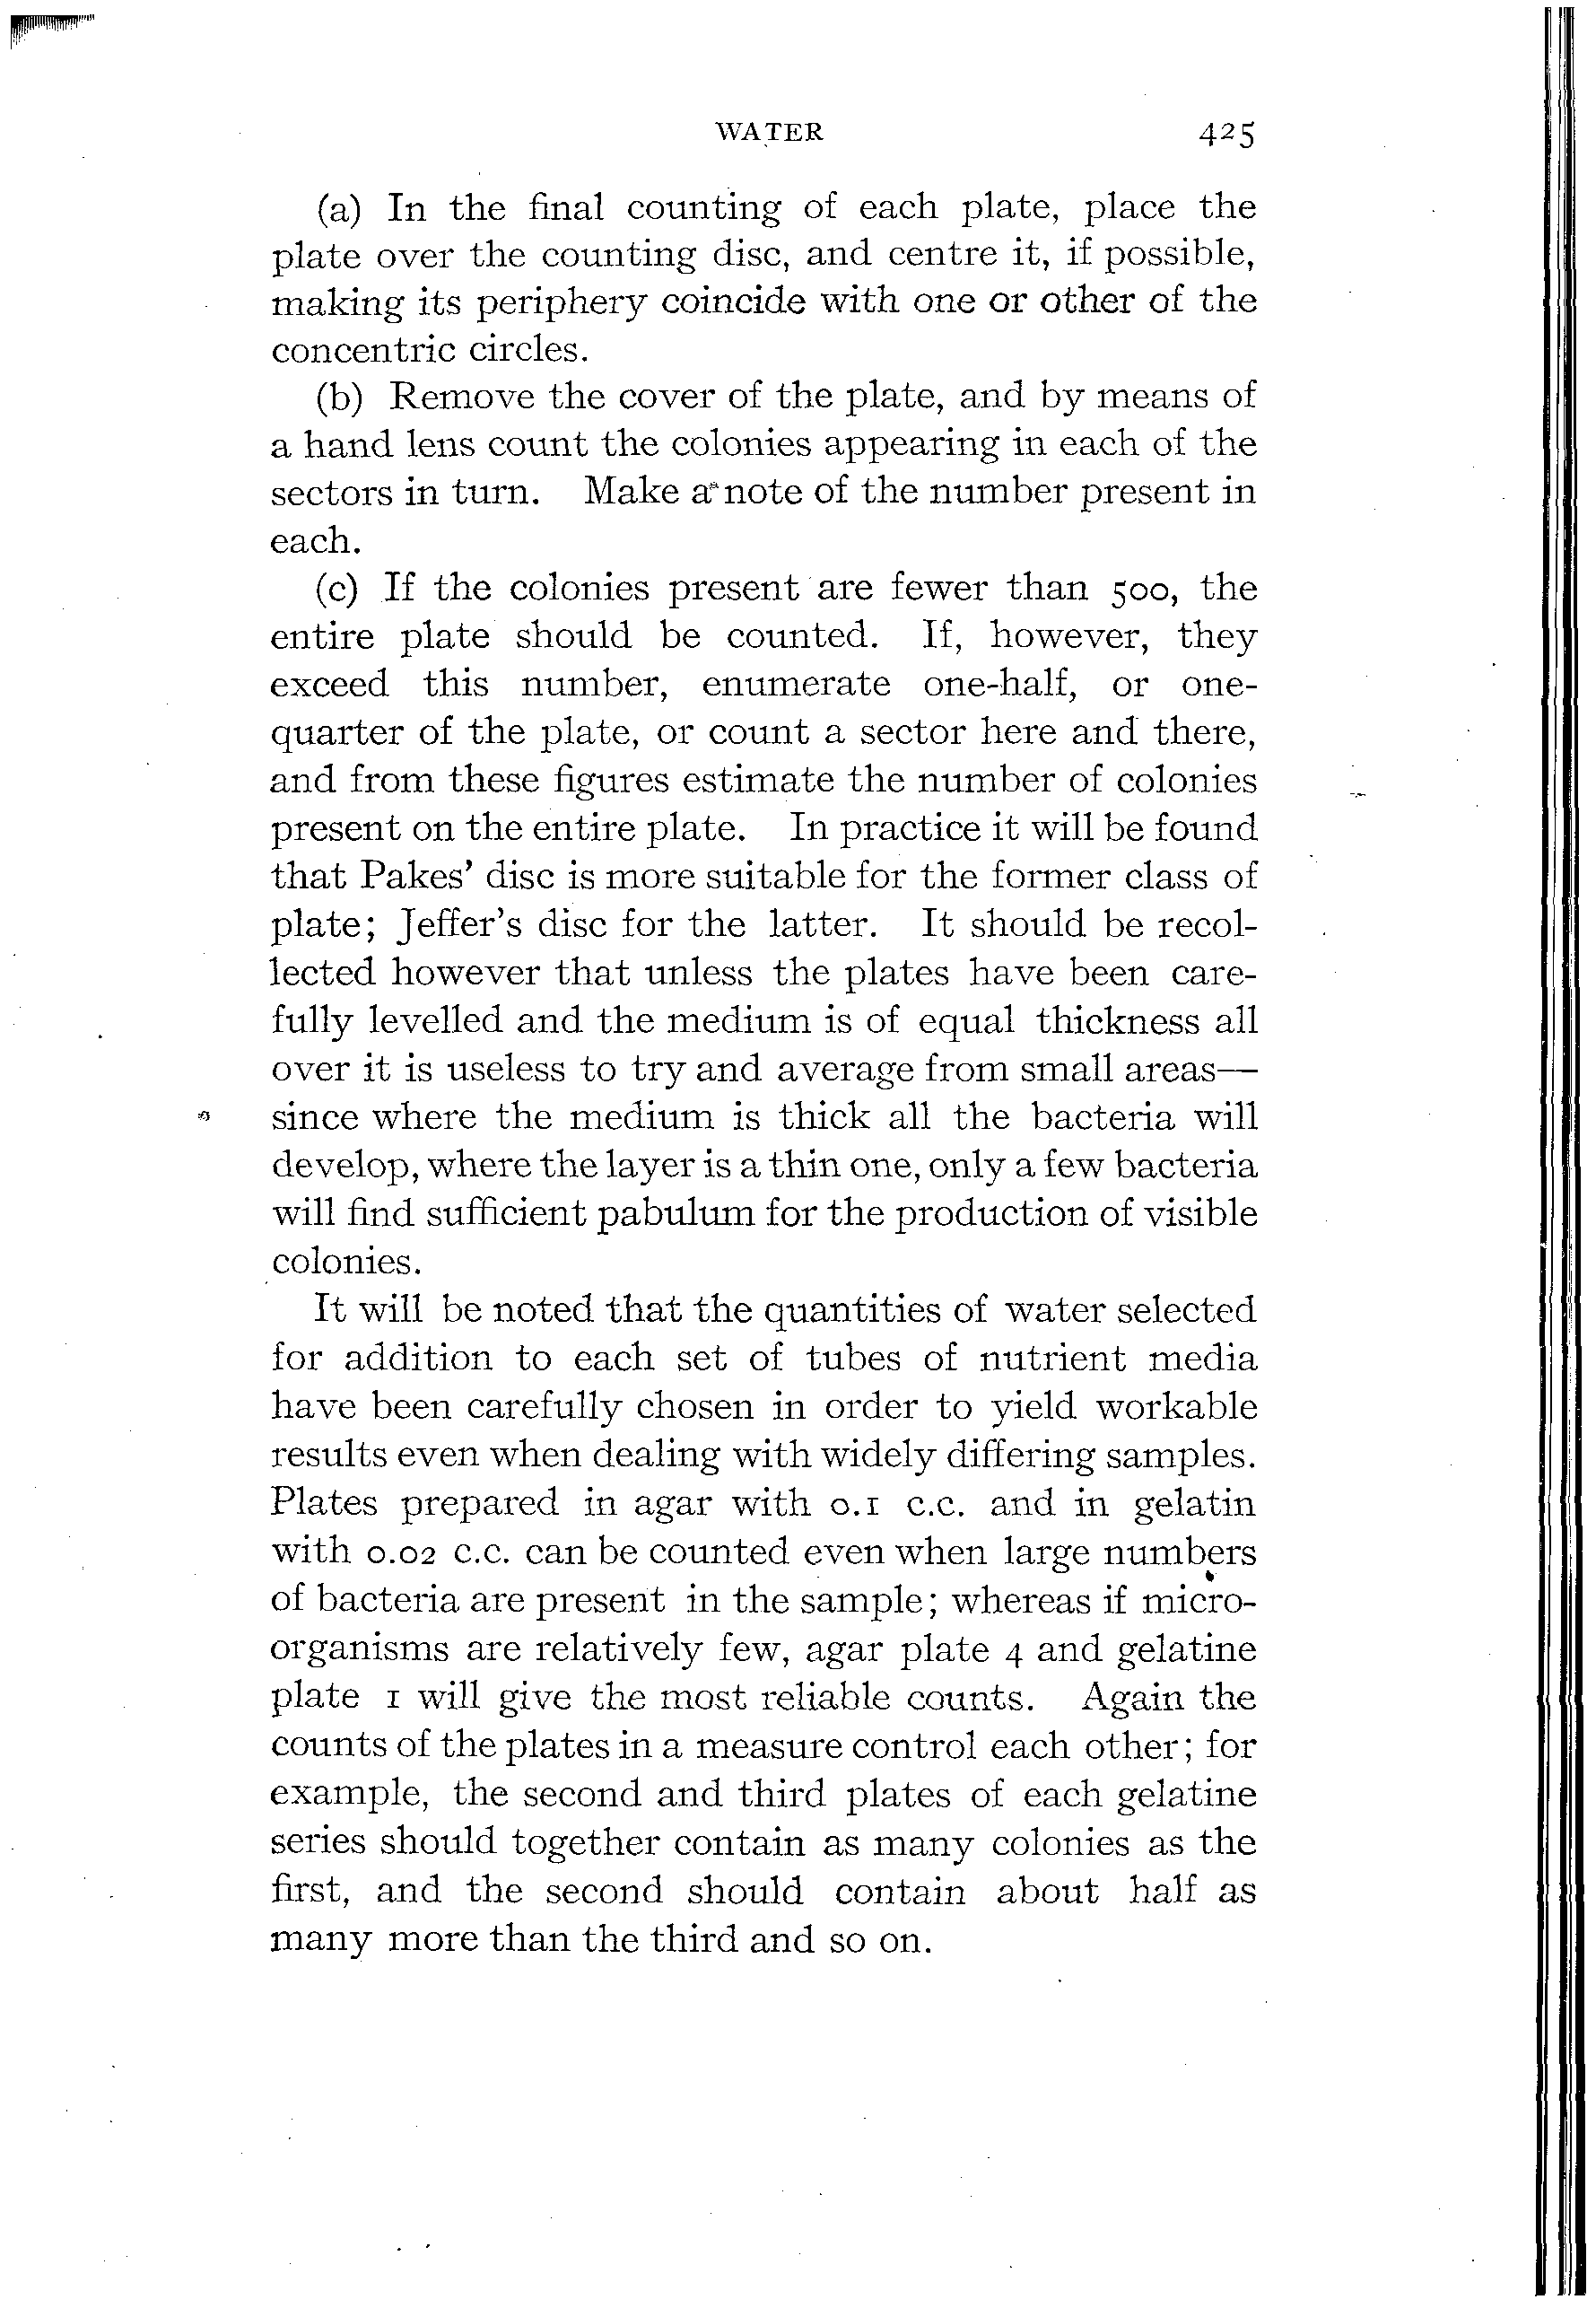 WATER 425
(a) In the final counting of each plate, place the
plate over the counting disc, and centre it, if possible,
making its periphery coincide with one or other of the
concentric circles.
(b) Remove the cover of the plate, and by means of
a hand lens count the colonies appearing in each of the
sectors in turn. Make a note of the number present in
each.
(c) If the colonies present are fewer than 500, the
entire plate should be counted. If, however, they
exceed this number, enumerate one-half, or one-
quarter of the plate, or count a sector here and there,
and from these figures estimate the number of colonies
present on the entire plate. In practice it will be found
that Pakes' disc is more suitable for the former class of
plate; Jeffer's disc for the latter. It should be recol-
lected however that unless the plates have been care-
fully levelled and the medium is of equal thickness all
over it is useless to try and average from small areas—
since where the medium is thick all the bacteria will
develop, where the layer is a thin one, only a few bacteria
will find sufficient pabulum for the production of visible
colonies.
It will be noted that the quantities of water selected
for addition to each set of tubes of nutrient media
have been carefully chosen in order to yield workable
results even when dealing with widely differing samples.
Plates prepared in agar with 0.1 c.c. and in gelatin
with 0.02 c.c. can be counted even when large numbers
of bacteria are present in the sample; whereas if micro-
organisms are relatively few, agar plate 4 and gelatine
plate 1 will give the most reliable counts. Again the
counts of the plates in a measure control each other; for
example, the second and third plates of each gelatine
series should together contain as many colonies as the
first, and the second should contain about half as
many more than the third and so on.